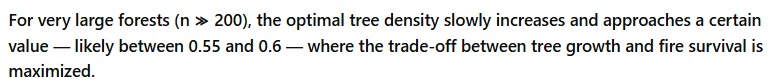 For very large forests (n ≫ 200), the optimal tree density slowly increases and approaches a certain
value — likely between 0.55 and 0.6 — where the trade-off between tree growth and fire survival is
maximized.